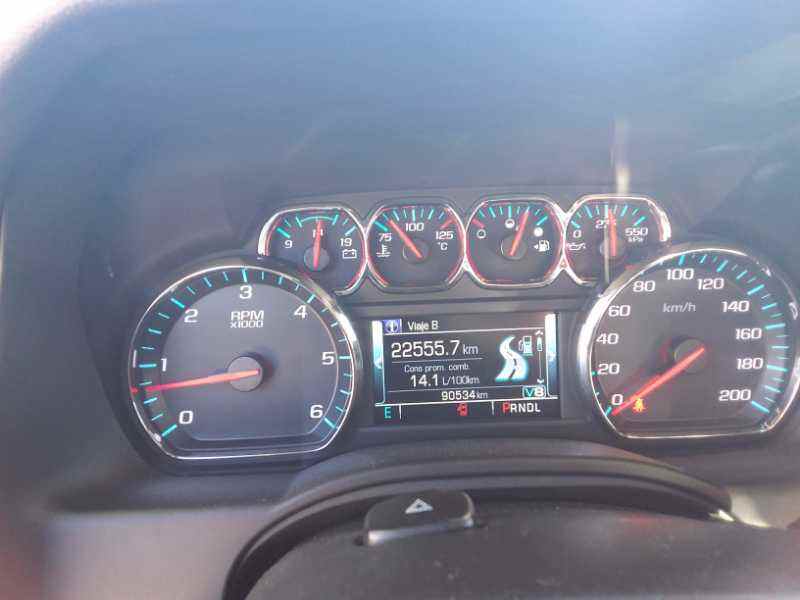 9 14 19
75 100 125
°C
275 550
kPa
0 1 2 3 4 5 6
RPM
x1000
Viaje B
22555.7 km
Cons prom. comb.
14.1 L/100km
90534 km
V8
E
PRNDL
0 20 40 60 80 100 120 140 160 180 200
km/h